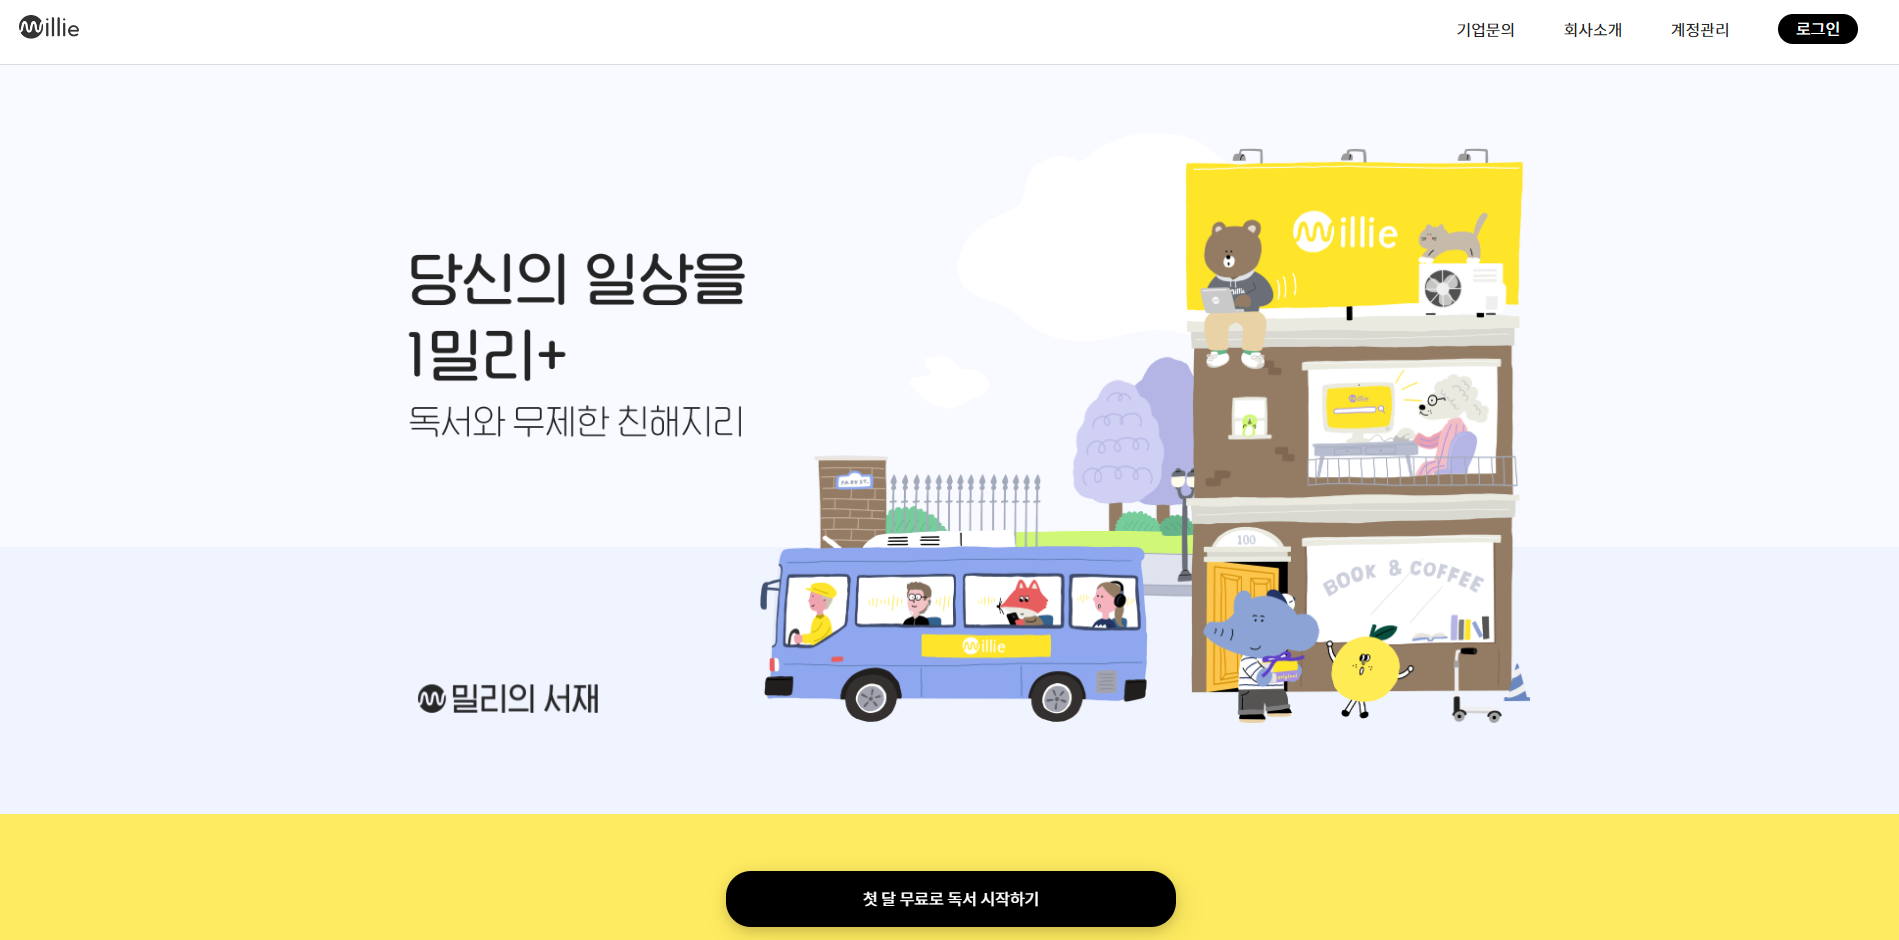 millie
기업문의
회사소개
계정관리
로그인
당신의 일상을
1밀리+
독서와 무제한 친해지리
millie
millie
PARK ST.
100
BOOK & COFFEE
millie
original
밀리의 서재
첫 달 무료로 독서 시작하기